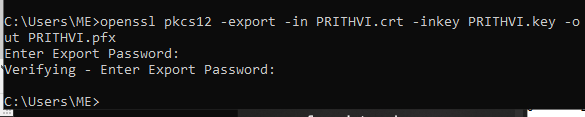 C:\Users\ME>openssl pkcs12 -export -in PRITHVI.crt -inkey PRITHVI.key -o
ut PRITHVI.pfx
Enter Export Password:
Verifying - Enter Export Password:
C:\Users\ME>